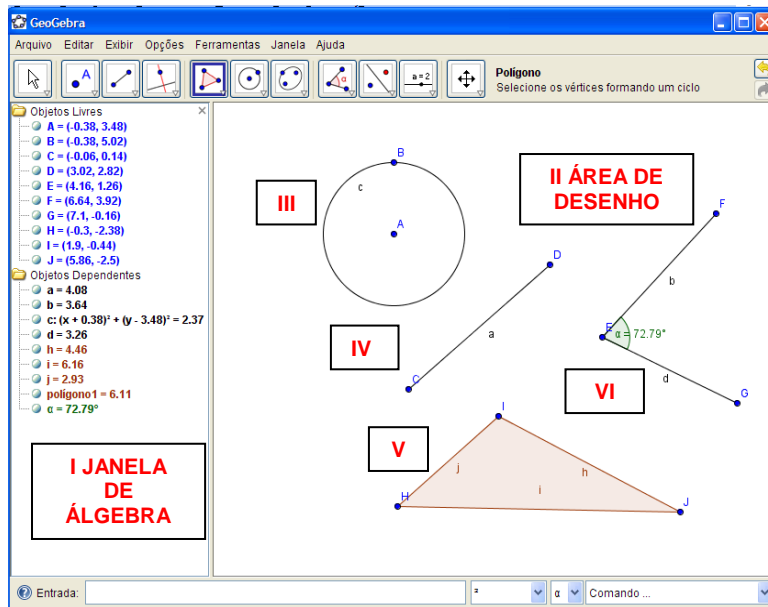 GeoGebra
Arquivo Editar Exibir Opções Ferramentas Janela Ajuda
A
α
a = 2
Polígono
Selecione os vértices formando um ciclo
Objetos Livres
A = (-0.38, 3.48)
B = (-0.38, 5.02)
C = (-0.06, 0.14)
D = (3.02, 2.82)
E = (4.16, 1.26)
F = (6.64, 3.92)
G = (7.1, -0.16)
H = (-0.3, -2.38)
I = (1.9, -0.44)
J = (5.86, -2.5)
Objetos Dependentes
a = 4.08
b = 3.64
c: (x + 0.38)² + (y - 3.48)² = 2.37
d = 3.26
h = 4.46
i = 6.16
j = 2.93
polígono1 = 6.11
α = 72.79°
I JANELA
DE
ÁLGEBRA
B
c
III
A
II ÁREA DE
DESENHO
F
D
b
a
IV
E
α = 72.79°
C
d
VI
G
I
V
j
h
H
i
J
Entrada:
²
α
Comando ...